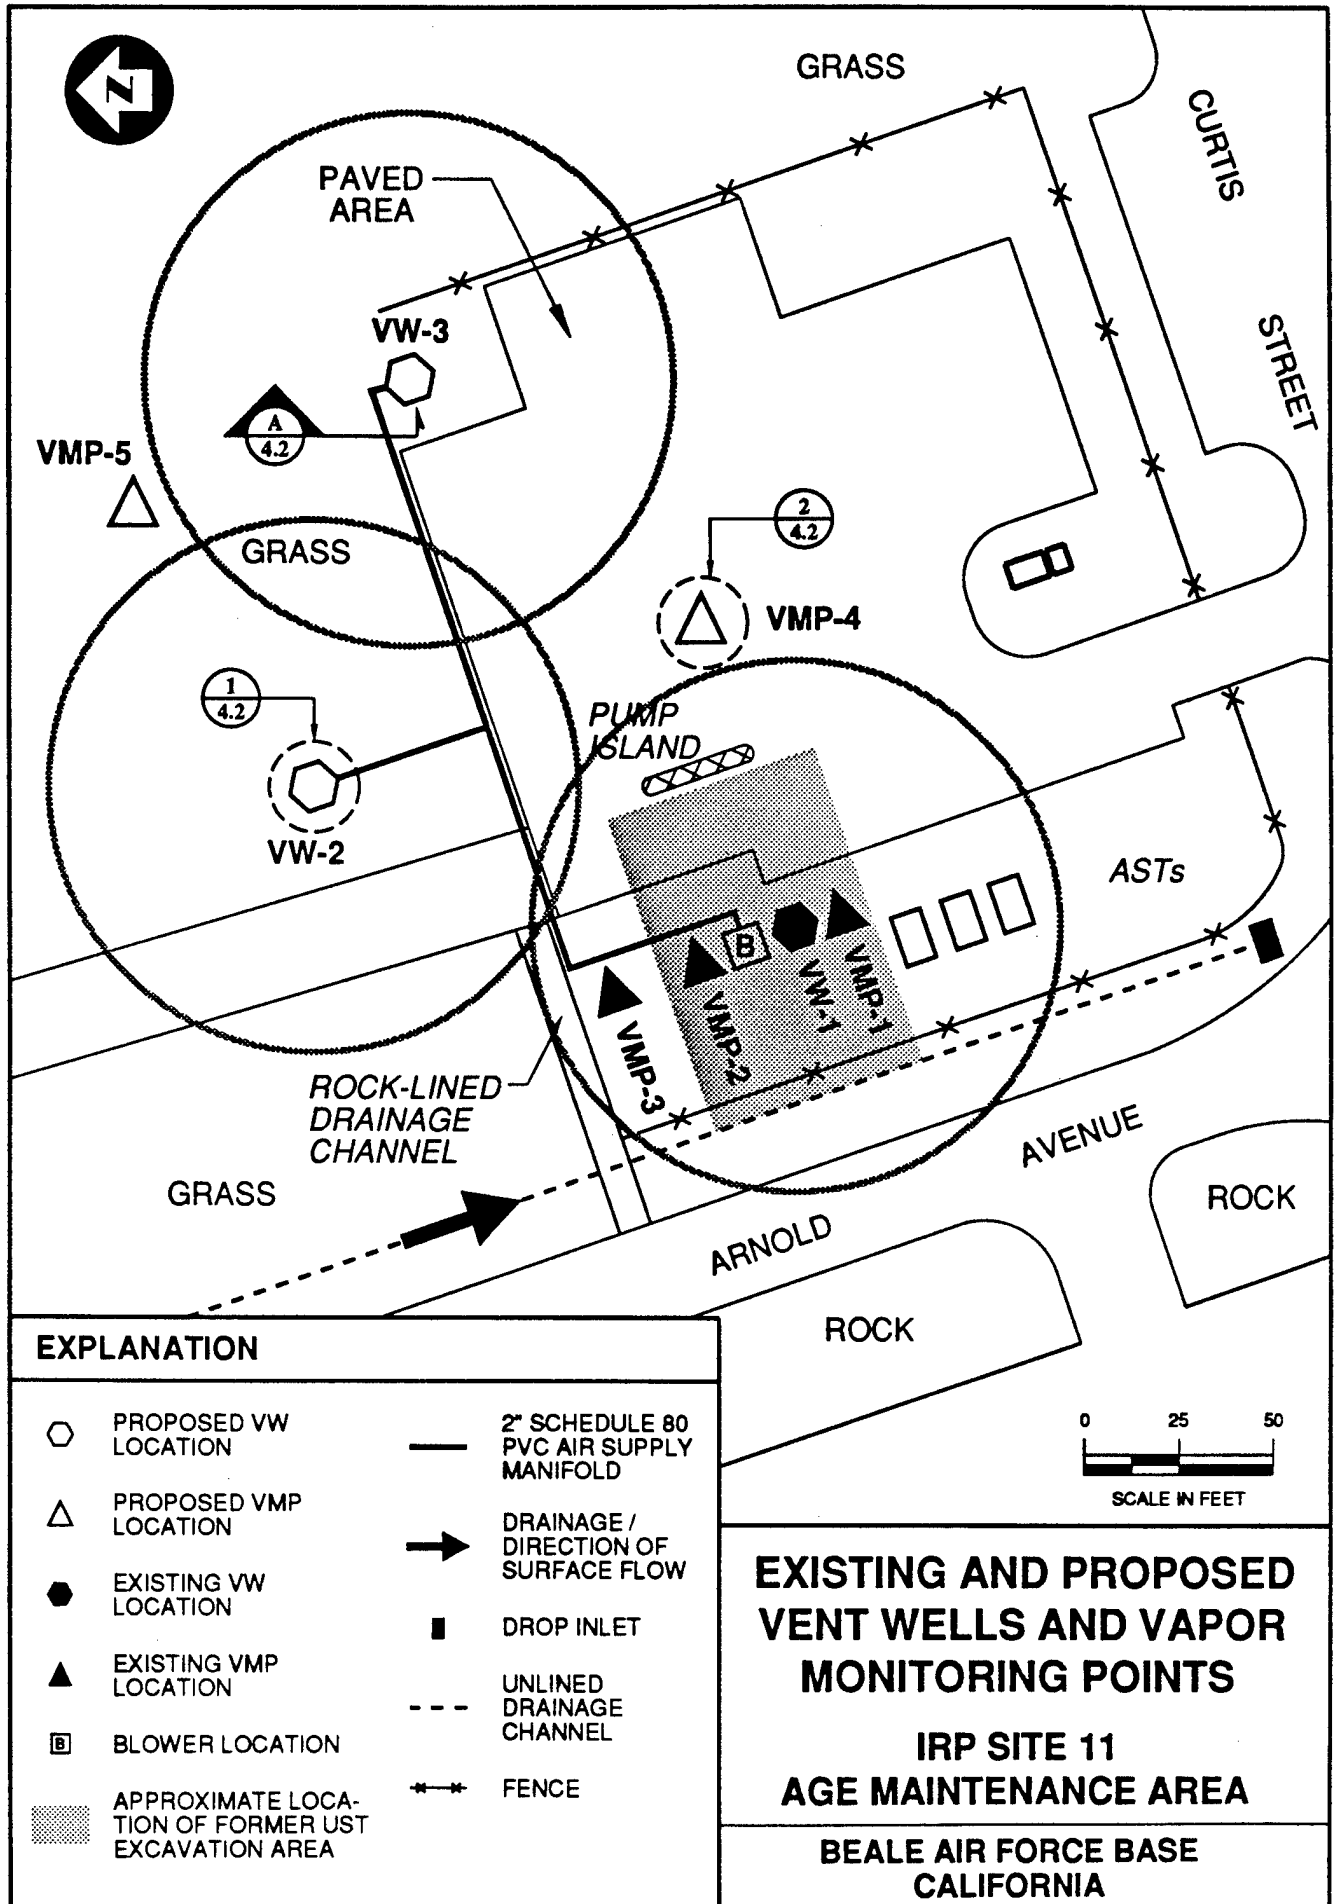 N
GRASS
CURTIS
STREET
PAVED
AREA
VW-3
A
4.2
VMP-5
GRASS
2
4.2
VMP-4
1
4.2
VW-2
PUMP
ISLAND
ASTs
B
VMP-1
VW-1
VMP-2
VMP-3
ROCK-LINED
DRAINAGE
CHANNEL
GRASS
ARNOLD
AVENUE
ROCK
ROCK
0 25 50
SCALE IN FEET
EXPLANATION
PROPOSED VW
LOCATION
PROPOSED VMP
LOCATION
EXISTING VW
LOCATION
EXISTING VMP
LOCATION
B
BLOWER LOCATION
APPROXIMATE LOCA-
TION OF FORMER UST
EXCAVATION AREA
2" SCHEDULE 80
PVC AIR SUPPLY
MANIFOLD
DRAINAGE /
DIRECTION OF
SURFACE FLOW
DROP INLET
UNLINED
DRAINAGE
CHANNEL
FENCE
EXISTING AND PROPOSED
VENT WELLS AND VAPOR
MONITORING POINTS
IRP SITE 11
AGE MAINTENANCE AREA
BEALE AIR FORCE BASE
CALIFORNIA